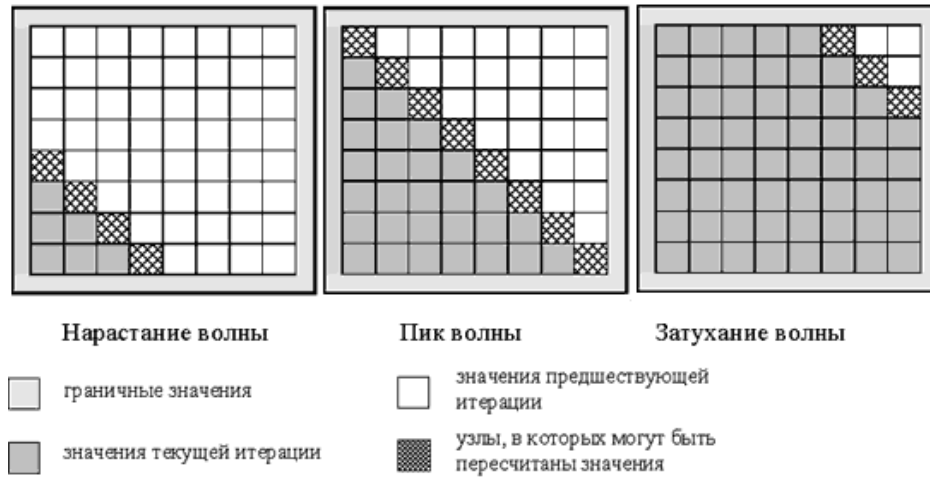 Нарастание волны
Пик волны
Затухание волны
граничные значения
значения предшествующей
итерации
значения текущей итерации
узлы, в которых могут быть
пересчитаны значения